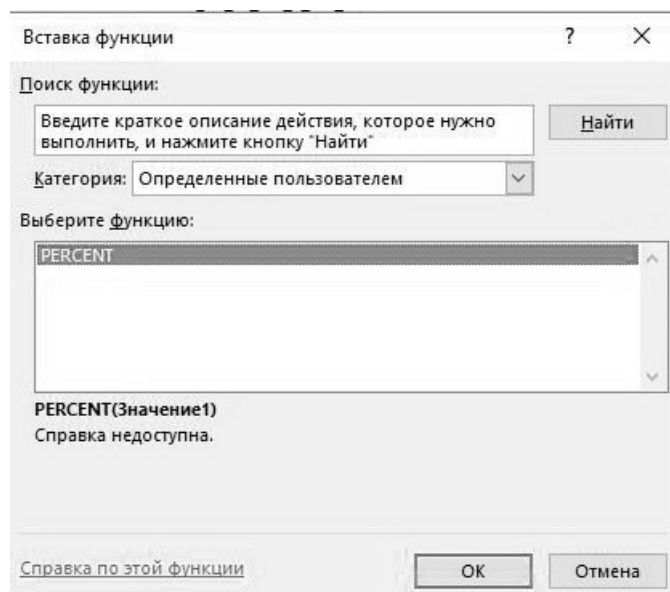 Вставка функции ? ×
Поиск функции:
Введите краткое описание действия, которое нужно
выполнить, и нажмите кнопку "Найти"
Найти
Категория: Определенные пользователем
Выберите функцию:
PERCENT
PERCENT(Значение1)
Справка недоступна.
Справка по этой функции
ОК
Отмена